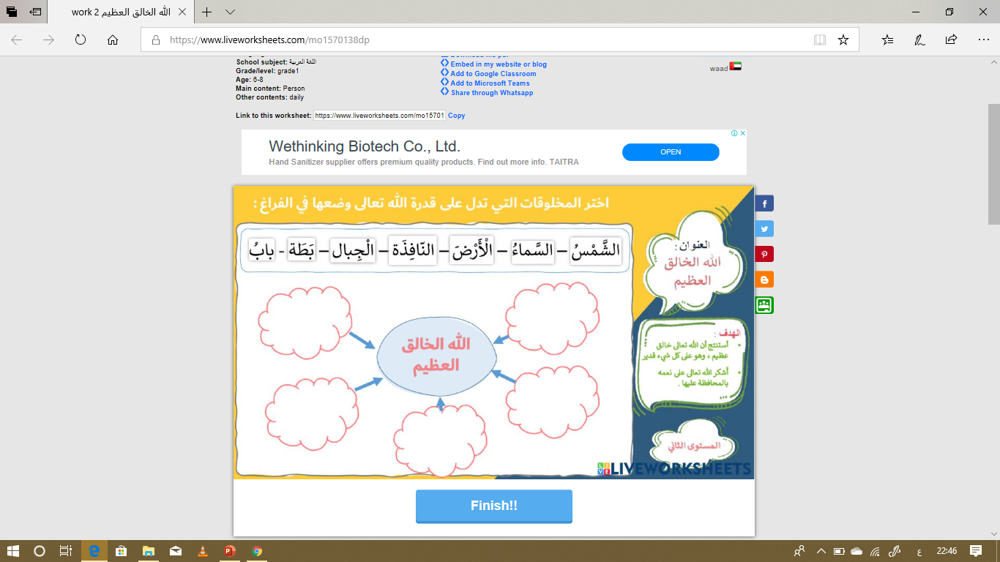 الله الخالق العظيم work 2
https://www.liveworksheets.com/mo1570138dp
School subject: اللغة العربية
Grade/level: grade1
Age: 6-8
Main content: Person
Other contents: daily
Embed in my website or blog
Add to Google Classroom
Add to Microsoft Teams
Share through Whatsapp
waad
Link to this worksheet: https://www.liveworksheets.com/mo15701 Copy
Wethinking Biotech Co., Ltd.
Hand Sanitizer supplier offers premium quality products. Find out more info. TAITRA
OPEN
اختر المخلوقات التي تدل على قدرة الله تعالى وضعها في الفراغ :
الشَّمْسُ – السَّماءُ – الْأَرْضَ – النّافِذَة – الْجِبال – بَطَة - بابُ
الله الخالق
العظيم
العنوان :
الله الخالق
العظيم
الهدف :
• أستنتج أن الله تعالى خالق
عظيم ، وهو على كل شيء قدير
• أشكر الله تعالى على نعمه
بالمحافظة عليها .
المستوى الثاني
LIVE LIVEWORKSHEETS
Finish!!
ع 22:46